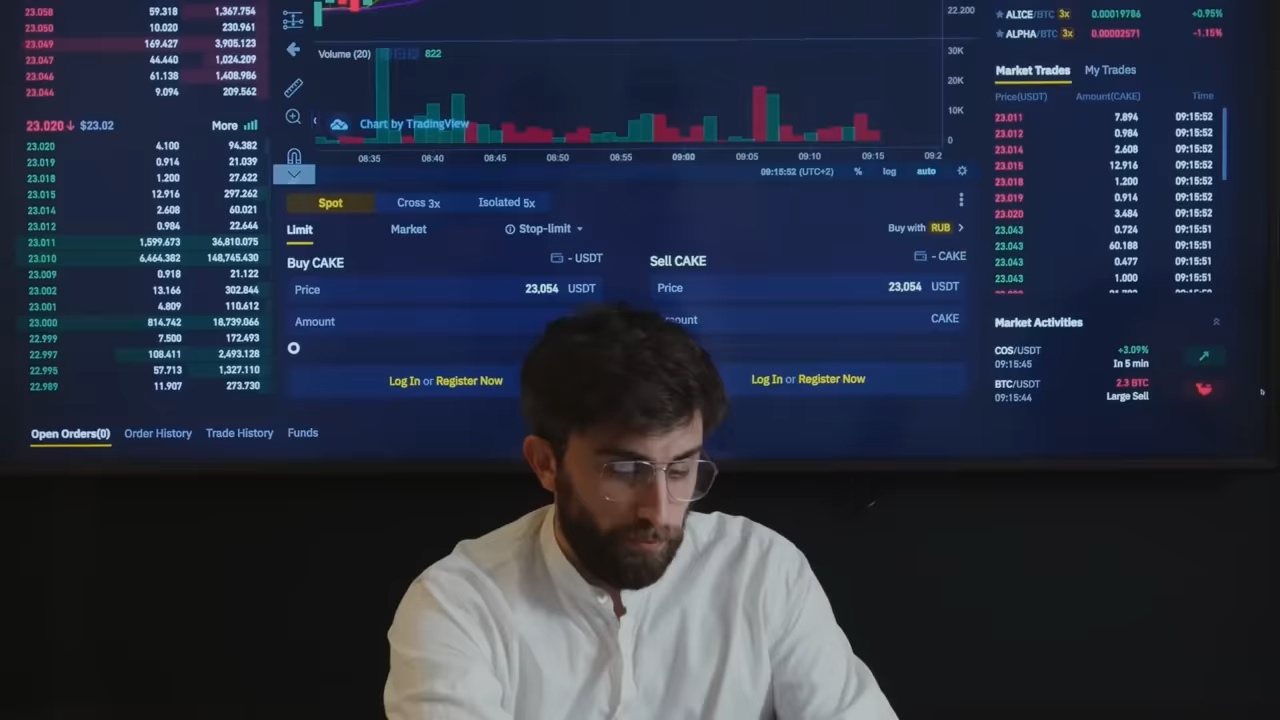 23.058 59.318 1,367.754
23.050 10.020 230.961
23.049 169.427 3,905.123
23.047 44.440 1,024.209
23.046 61.138 1,408.986
23.044 9.094 209.562
23.020↓ $23.02 More
23.020 4.100 94.382
23.019 0.914 21.039
23.018 1.200 27.622
23.015 12.916 297.262
23.014 2.608 60.021
23.012 0.984 22.644
23.011 1,599.673 36,810.075
23.010 6,464.382 148,745.430
23.009 0.918 21.122
23.002 13.166 302.844
23.001 4.809 110.612
23.000 814.742 18,739.066
22.999 7.500 172.493
22.997 108.411 2,493.128
22.995 57.713 1,327.110
22.989 11.907 273.730
Open Orders(0) Order History Trade History Funds
22.200
Volume (20) 822
30K
20K
10K
0
Chart by TradingView
08:35 08:40 08:45 08:50 08:55 09:00 09:05 09:10 09:15 09:2
09:15:52 (UTC+2) % log auto
Spot Cross 3x Isolated 5x
Limit Market Stop-limit Buy with RUB
Buy CAKE - USDT
Price 23,054 USDT
Amount
Log In or Register Now
Sell CAKE - CAKE
Price 23,054 USDT
ount CAKE
Log In or Register Now
ALICE/BTC 3x 0.00019786 +0.95%
ALPHA/BTC 3x 0.00002571 -1.15%
Market Trades My Trades
Price(USDT) Amount(CAKE) Time
23.011 7.894 09:15:52
23.012 0.984 09:15:52
23.014 2.608 09:15:52
23.015 12.916 09:15:52
23.018 1.200 09:15:52
23.019 0.914 09:15:52
23.020 3.484 09:15:52
23.043 0.724 09:15:51
23.043 60.188 09:15:51
23.043 0.477 09:15:51
23.043 1.000 09:15:51
Market Activities
COS/USDT +3.09%
09:15:45 In 5 min
BTC/USDT 2.3 BTC
09:15:44 Large Sell